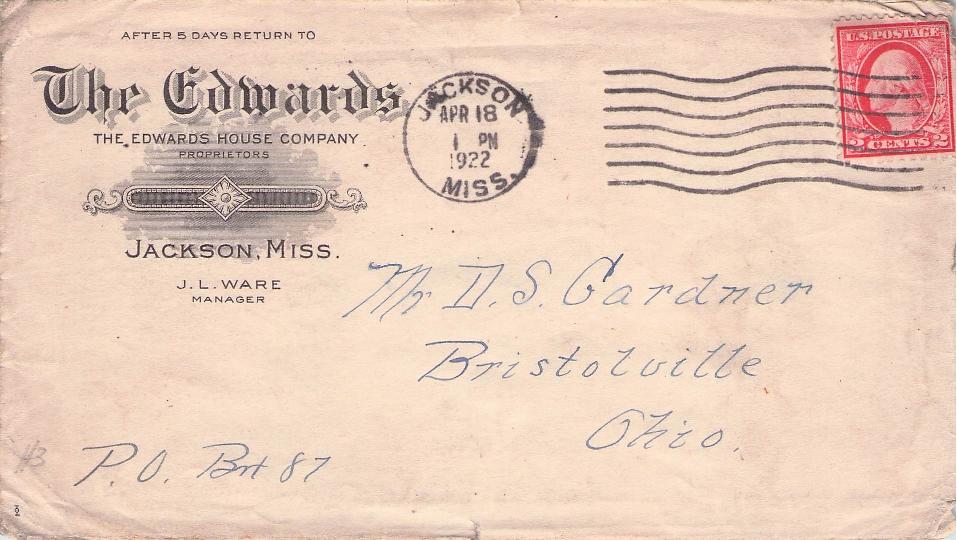 AFTER 5 DAYS RETURN TO
The Edwards
THE EDWARDS HOUSE COMPANY
PROPRIETORS
JACKSON, MISS.
J. L. WARE
MANAGER
JACKSON
APR 18
1 PM
1922
MISS.
U.S. POSTAGE
2 CENTS 2
Mr D. S. Gardner
Bristolville
Ohio.
P.O. Box 87